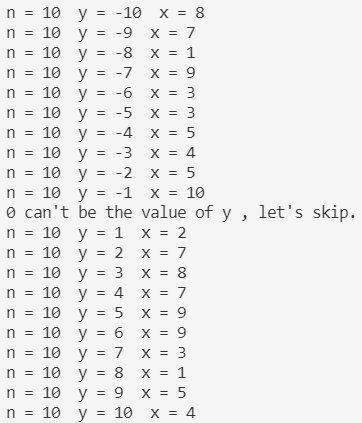 n = 10  y = -10  x = 8
n = 10  y = -9  x = 7
n = 10  y = -8  x = 1
n = 10  y = -7  x = 9
n = 10  y = -6  x = 3
n = 10  y = -5  x = 3
n = 10  y = -4  x = 5
n = 10  y = -3  x = 4
n = 10  y = -2  x = 5
n = 10  y = -1  x = 10
0 can't be the value of y , let's skip.
n = 10  y = 1  x = 2
n = 10  y = 2  x = 7
n = 10  y = 3  x = 8
n = 10  y = 4  x = 7
n = 10  y = 5  x = 9
n = 10  y = 6  x = 9
n = 10  y = 7  x = 3
n = 10  y = 8  x = 1
n = 10  y = 9  x = 5
n = 10  y = 10  x = 4